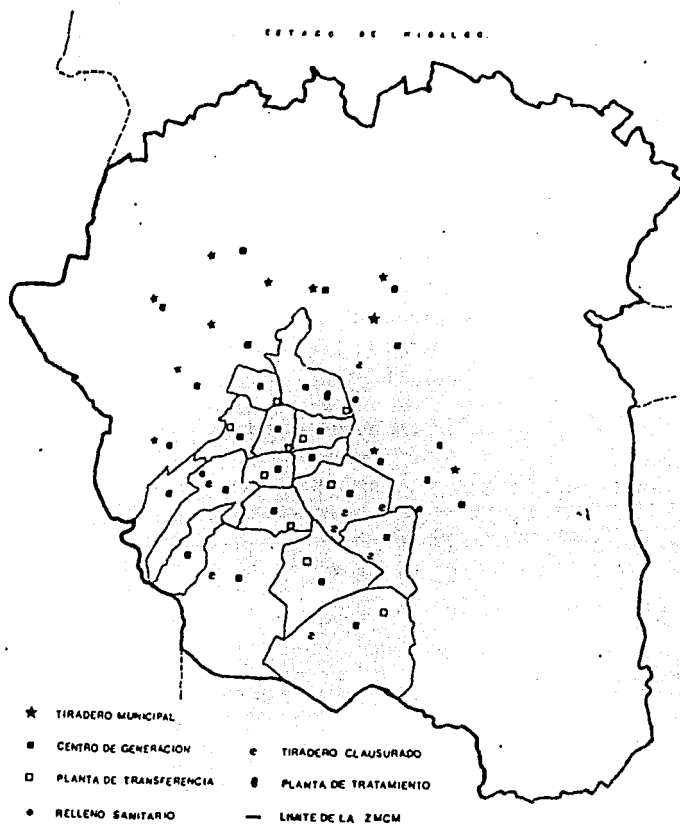 ESTADO DE HIDALGO
TIRADERO MUNICIPAL
CENTRO DE GENERACION
TIRADERO CLAUSURADO
PLANTA DE TRANSFERENCIA
PLANTA DE TRATAMIENTO
RELLENO SANITARIO
LIMITE DE LA ZMCM